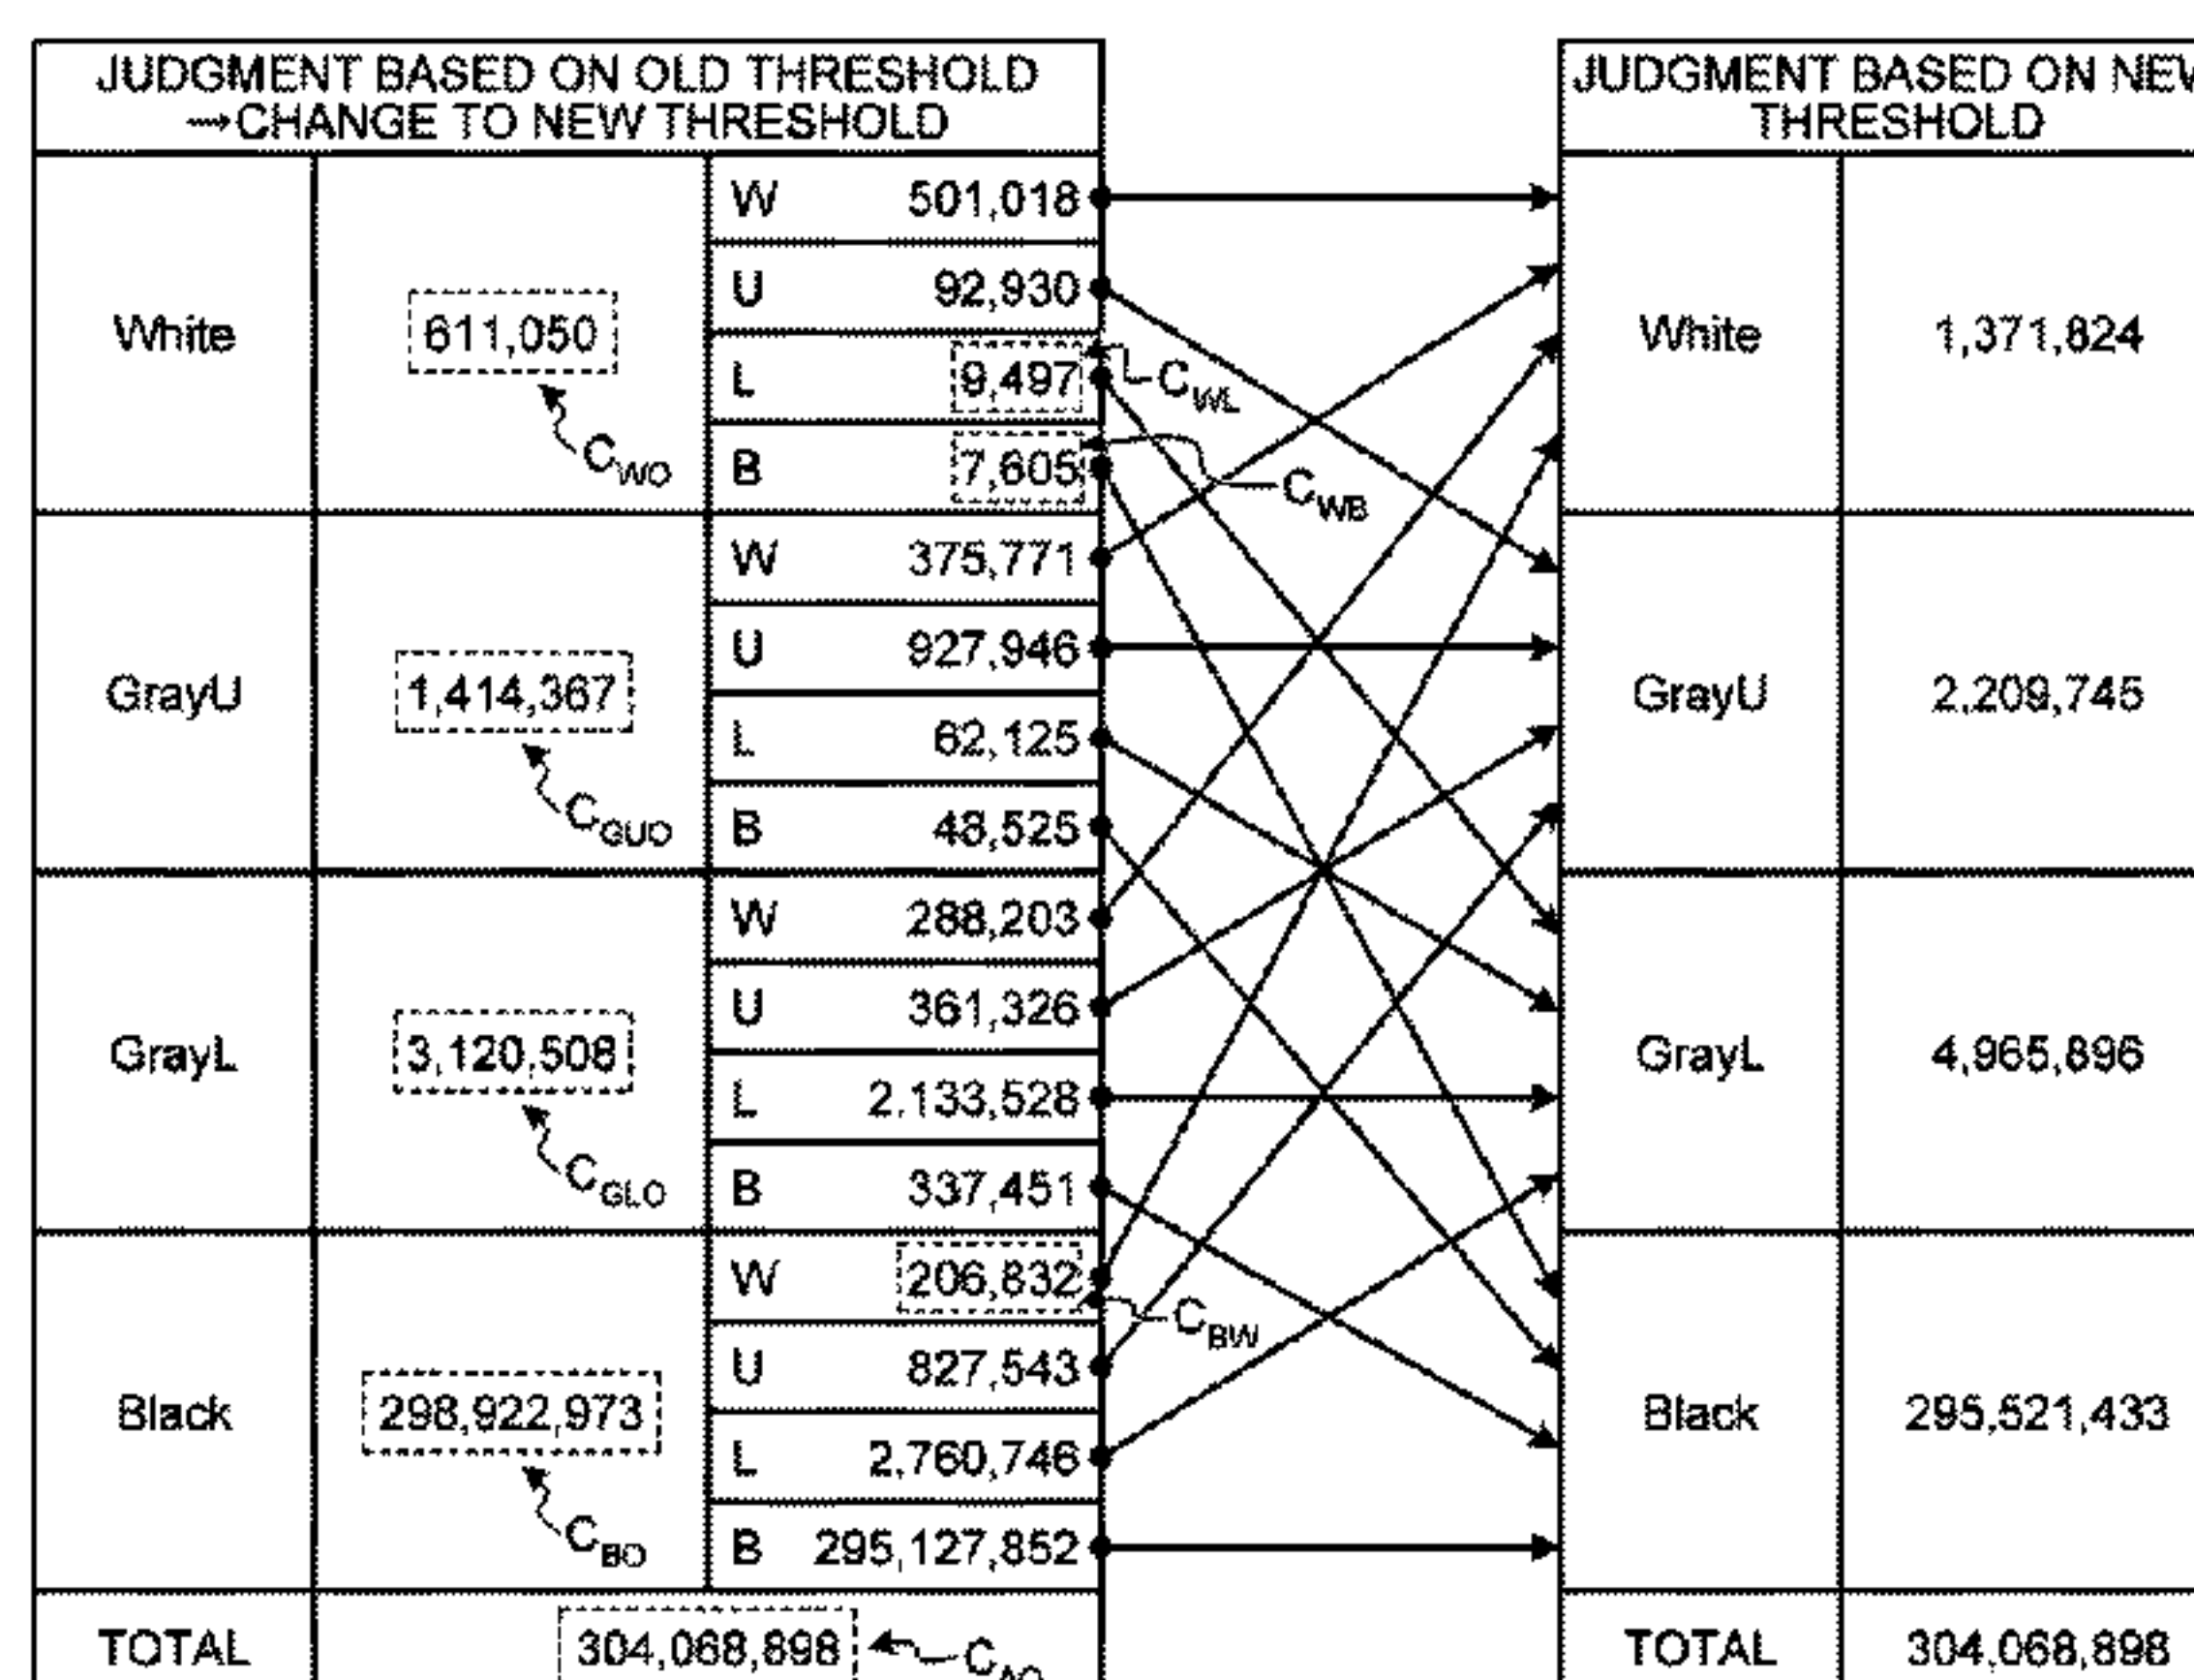 JUDGMENT BASED ON OLD THRESHOLD
→CHANGE TO NEW THRESHOLD
White 611,050 C_WO
W 501,018
U 92,930
L 9,497 C_WL
B 7,605 C_WB
GrayU 1,414,367 C_GUO
W 375,771
U 927,946
L 62,125
B 48,525
GrayL 3,120,508 C_GLO
W 288,203
U 361,326
L 2,133,528
B 337,451
Black 298,922,973 C_BO
W 206,832 C_BW
U 827,543
L 2,760,746
B 295,127,852
TOTAL 304,068,898 C_AO
JUDGMENT BASED ON NEW
THRESHOLD
White 1,371,824
GrayU 2,209,745
GrayL 4,965,896
Black 295,521,433
TOTAL 304,068,898